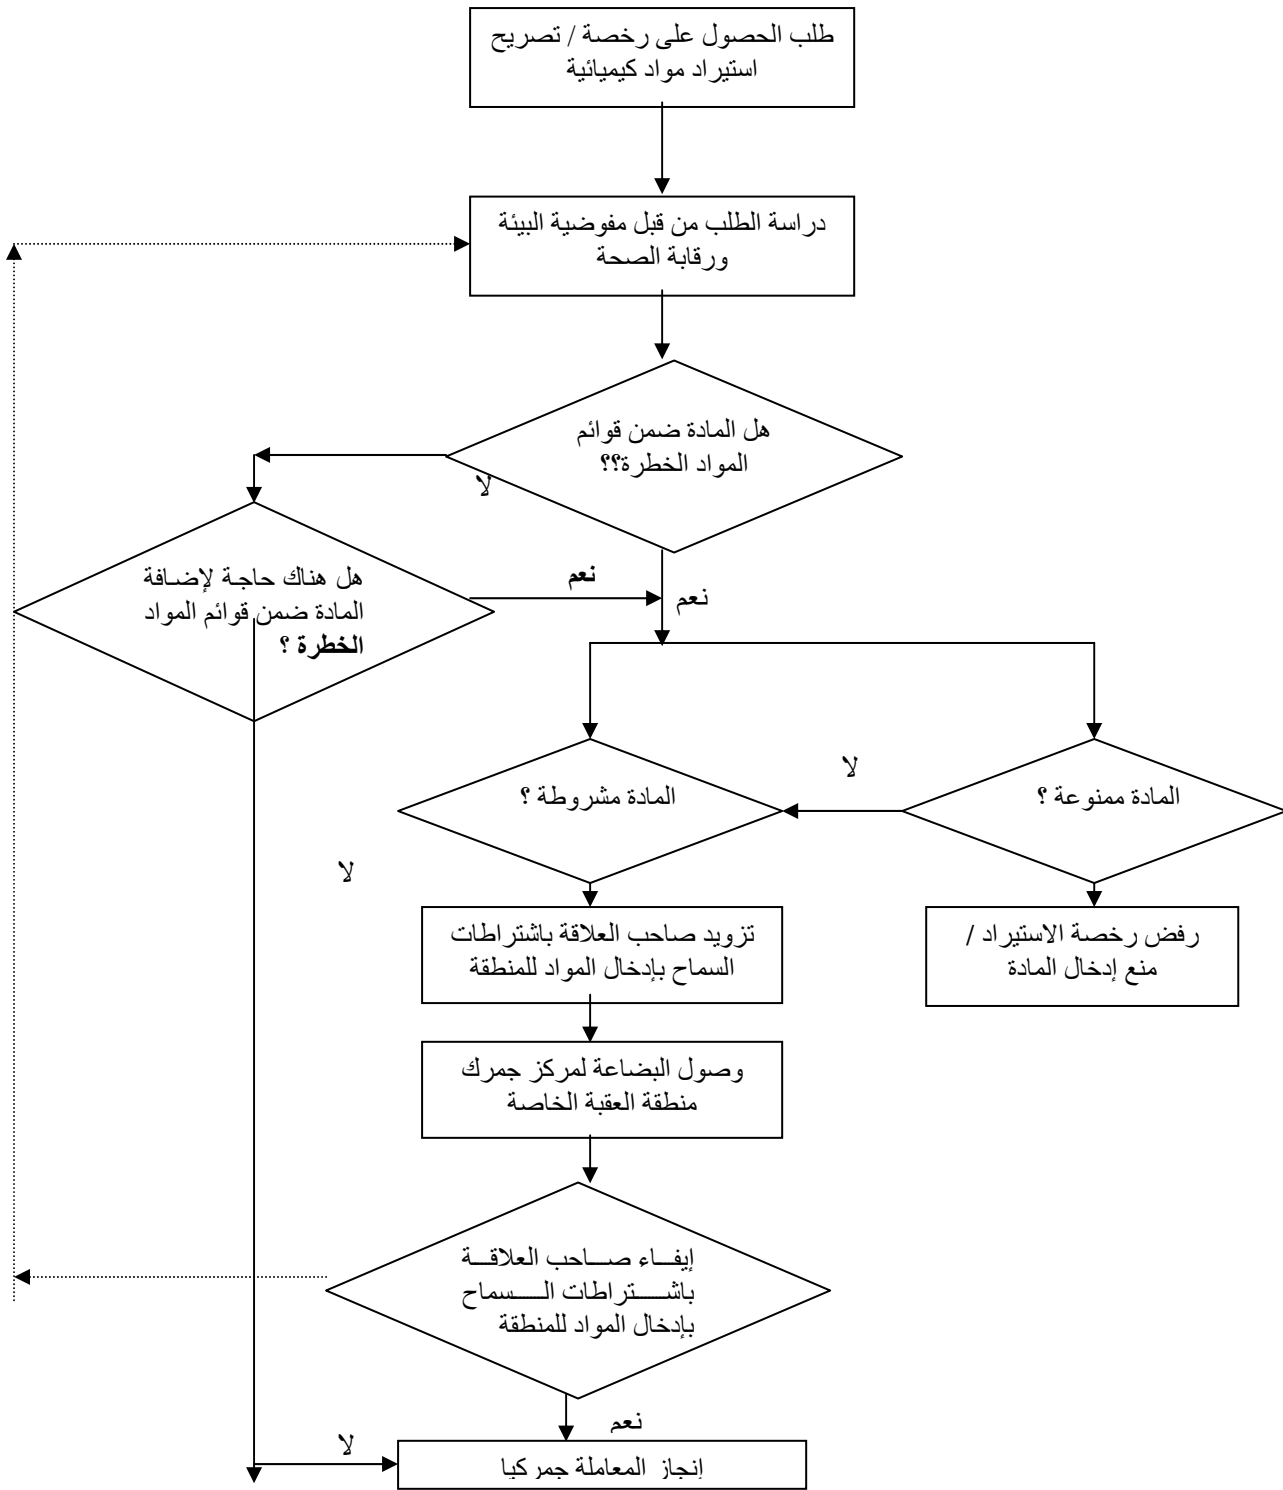 طلب الحصول على رخصة / تصريح
استيراد مواد كيميائية
دراسة الطلب من قبل مفوضية البيئة
ورقابة الصحة
هل المادة ضمن قوائم
المواد الخطرة؟؟
لا
هل هناك حاجة لإضافة
المادة ضمن قوائم المواد
الخطرة ؟
نعم
نعم
المادة ممنوعة ؟
لا
المادة مشروطة ؟
لا
رفض رخصة الاستيراد /
منع إدخال المادة
تزويد صاحب العلاقة باشتراطات
السماح بإدخال المواد للمنطقة
وصول البضاعة لمركز جمرك
منطقة العقبة الخاصة
إيفاء صاحب العلاقة
باشتراطات السماح
بإدخال المواد للمنطقة
نعم
لا
إنجاز المعاملة جمركيا